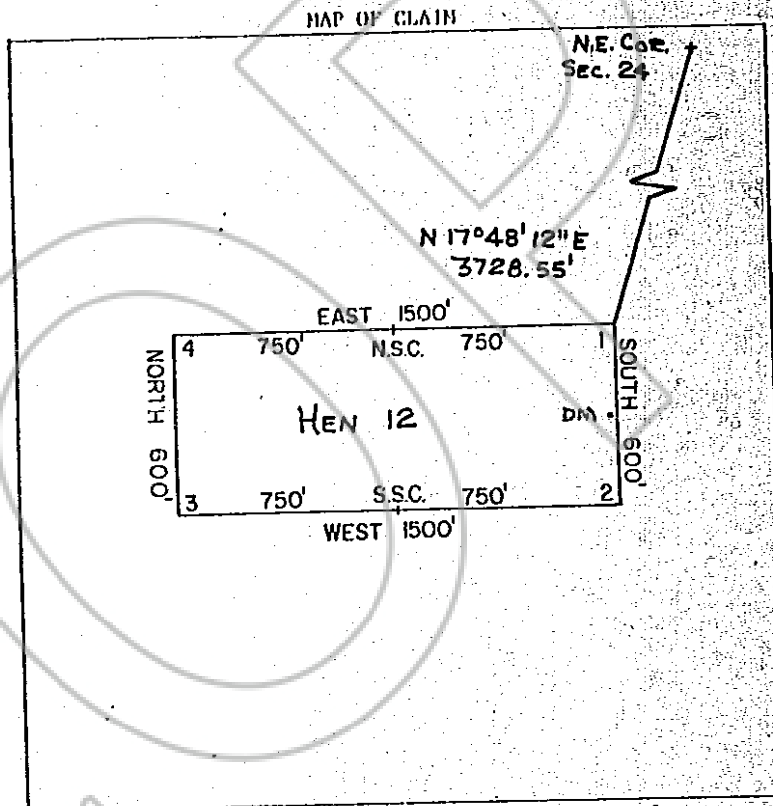 MAP OF CLAIM
N.E. COR.
SEC. 24
N 17°48'12"E
3728.55'
EAST 1500'
4 750' N.S.C. 750' 1
NORTH 600'
SOUTH 600'
HEN 12
DM
3 750' S.S.C. 750' 2
WEST 1500'